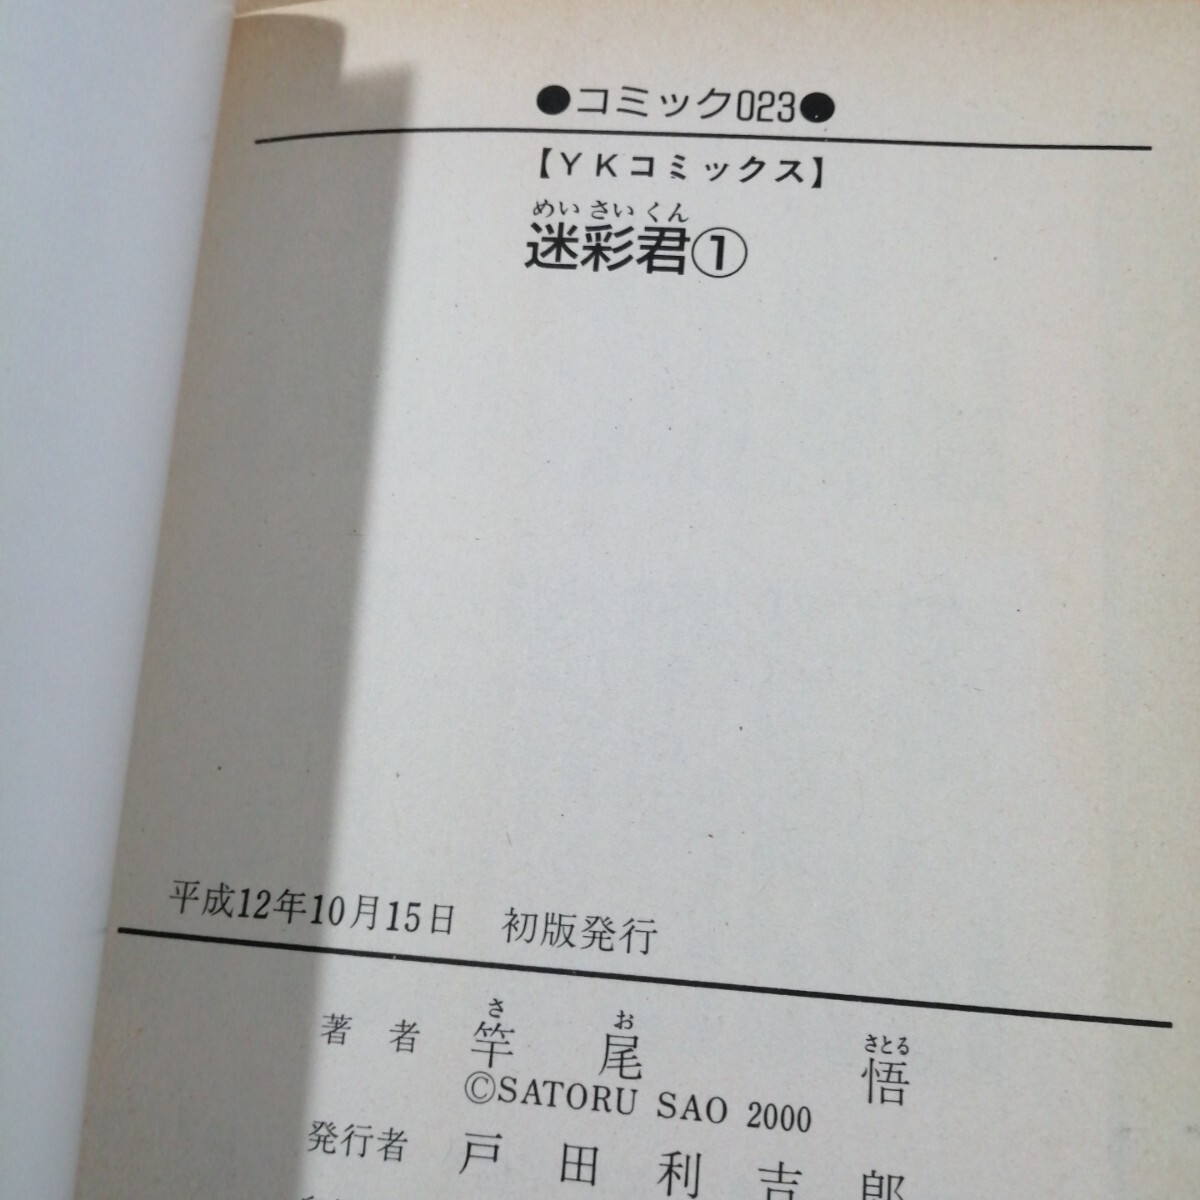 ●コミック023●
【YKコミックス】
めいさいくん
迷彩君①
平成12年10月15日 初版発行
さ お さとる
著者 竿尾 悟
©SATORU SAO 2000
発行者 戸田利吉郎